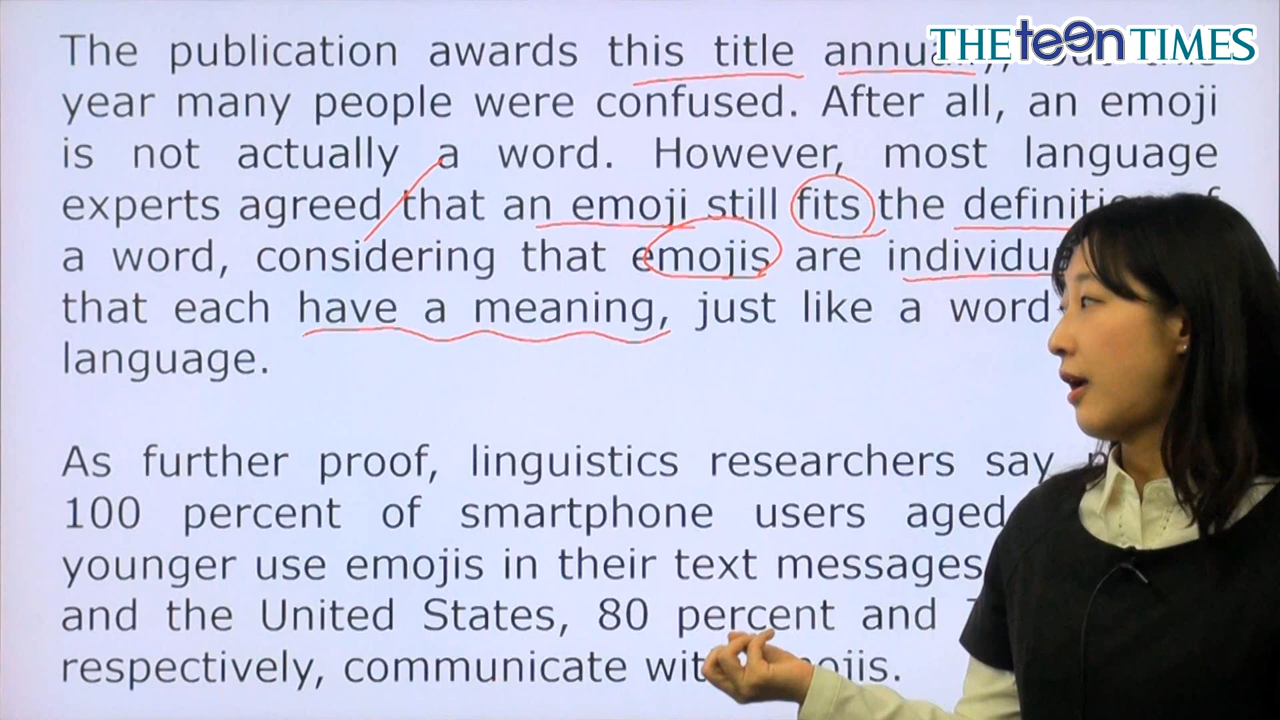 THE teen TIMES
The publication awards this title annually,
year many people were confused. After all, an emoji
is not actually a word. However, most language
experts agreed that an emoji still fits the
a word, considering that emojis are
that each have a meaning, just like a word
language.
As further proof, linguistics researchers say
100 percent of smartphone users aged
younger use emojis in their text messages
and the United States, 80 percent and
respectively, communicate